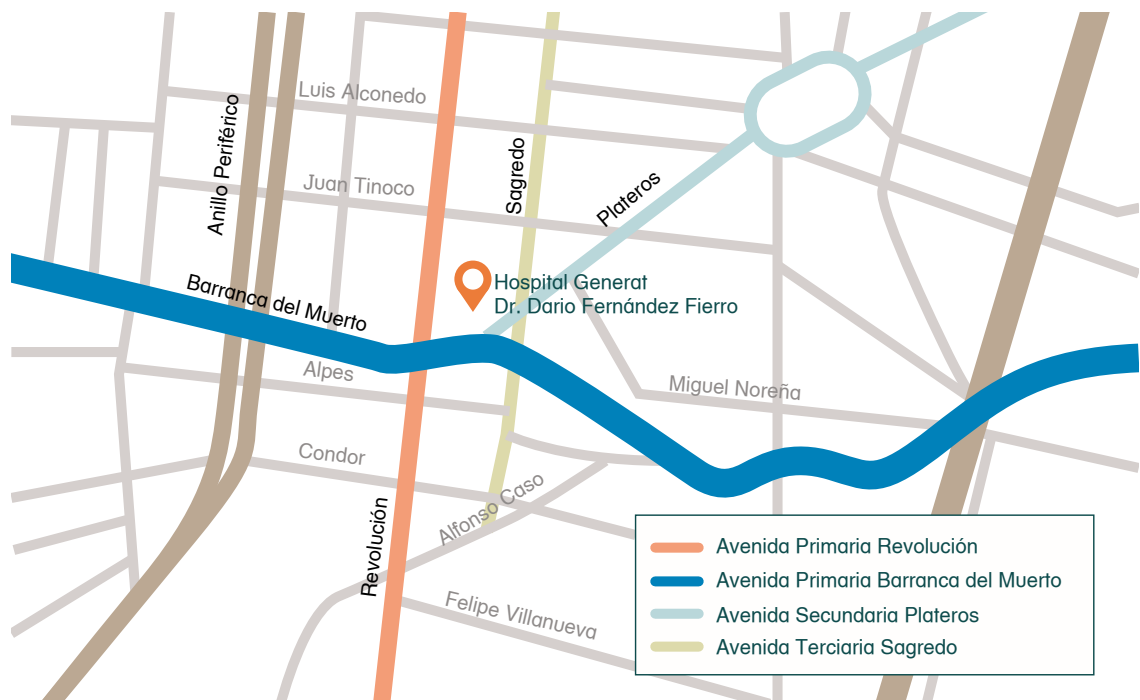 Luis Alconedo
Anillo Periférico
Sagredo
Juan Tinoco
Plateros
Barranca del Muerto
Hospital Generat
Dr. Dario Fernández Fierro
Alpes
Miguel Noreña
Condor
Alfonso Caso
Revolución
Felipe Villanueva
Avenida Primaria Revolución
Avenida Primaria Barranca del Muerto
Avenida Secundaria Plateros
Avenida Terciaria Sagredo